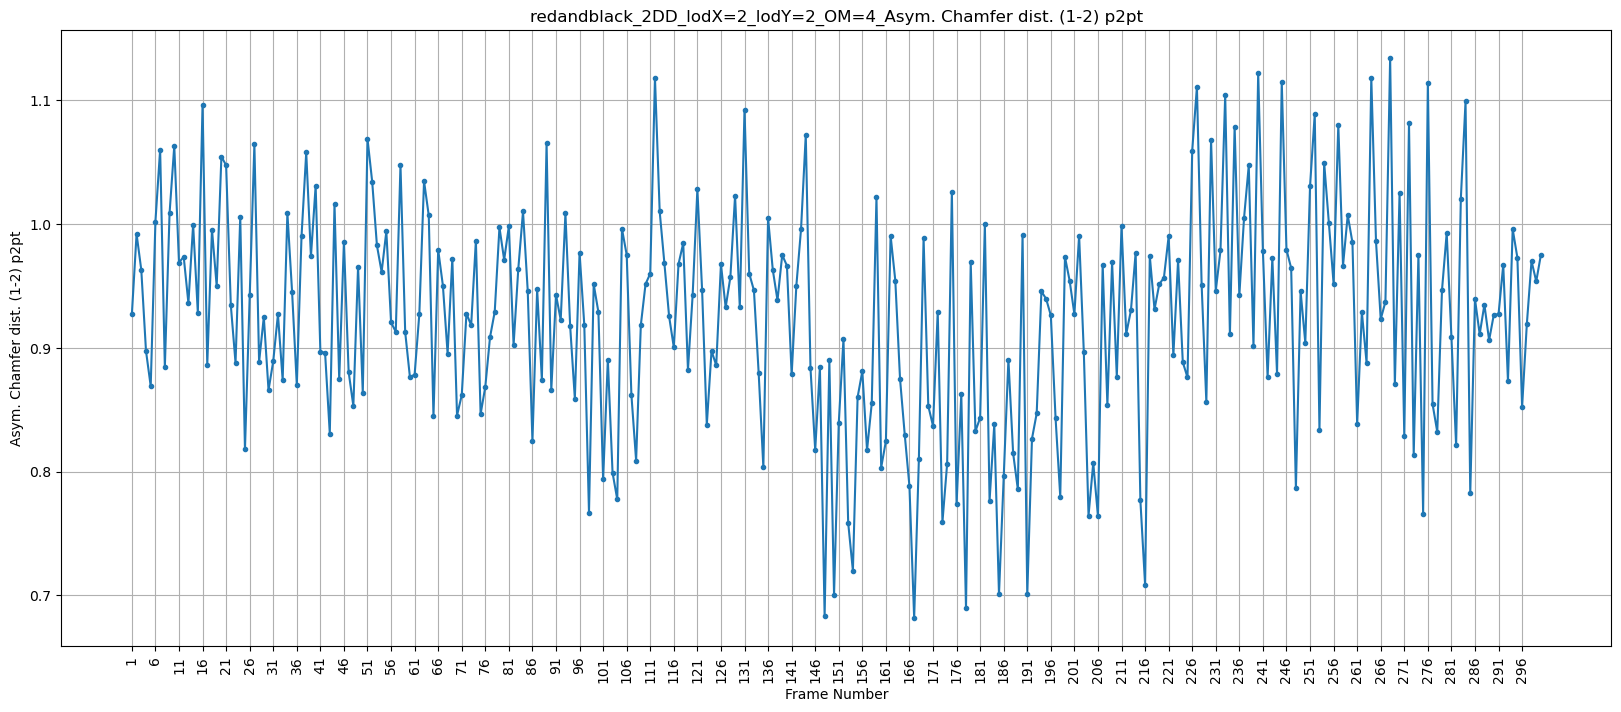 redandblack_2DD_lodX=2_lodY=2_OM=4_Asym. Chamfer dist. (1-2) p2pt
Asym. Chamfer dist. (1-2) p2pt
1.1
1.0
0.9
0.8
0.7
1 6 11 16 21 26 31 36 41 46 51 56 61 66 71 76 81 86 91 96 101 106 111 116 121 126 131 136 141 146 151 156 161 166 171 176 181 186 191 196 201 206 211 216 221 226 231 236 241 246 251 256 261 266 271 276 281 286 291 296
Frame Number